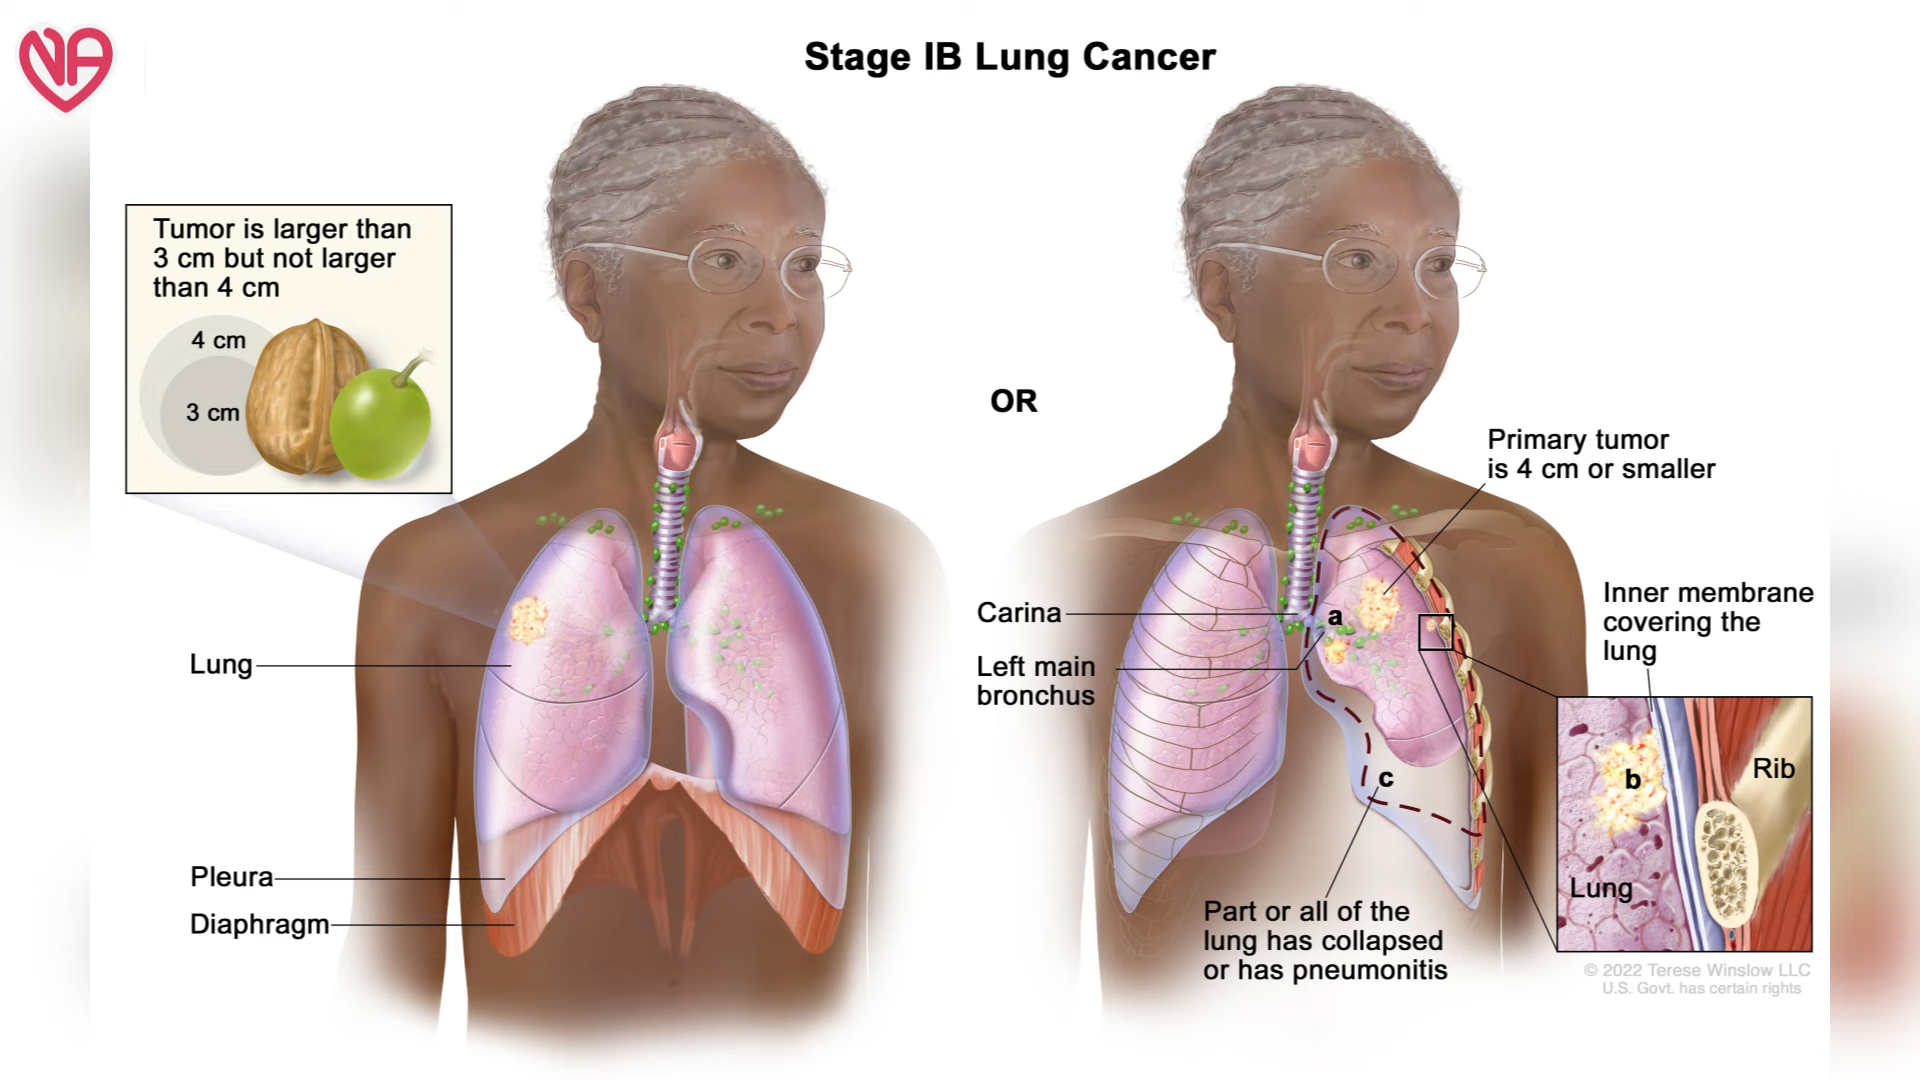 NA
Stage IB Lung Cancer
Tumor is larger than
3 cm but not larger
than 4 cm
4 cm
3 cm
Lung
Pleura
Diaphragm
OR
Primary tumor
is 4 cm or smaller
Carina
Left main
bronchus
a
c
Inner membrane
covering the
lung
b
Rib
Lung
Part or all of the
lung has collapsed
or has pneumonitis
© 2022 Terese Winslow LLC
U.S. Govt. has certain rights